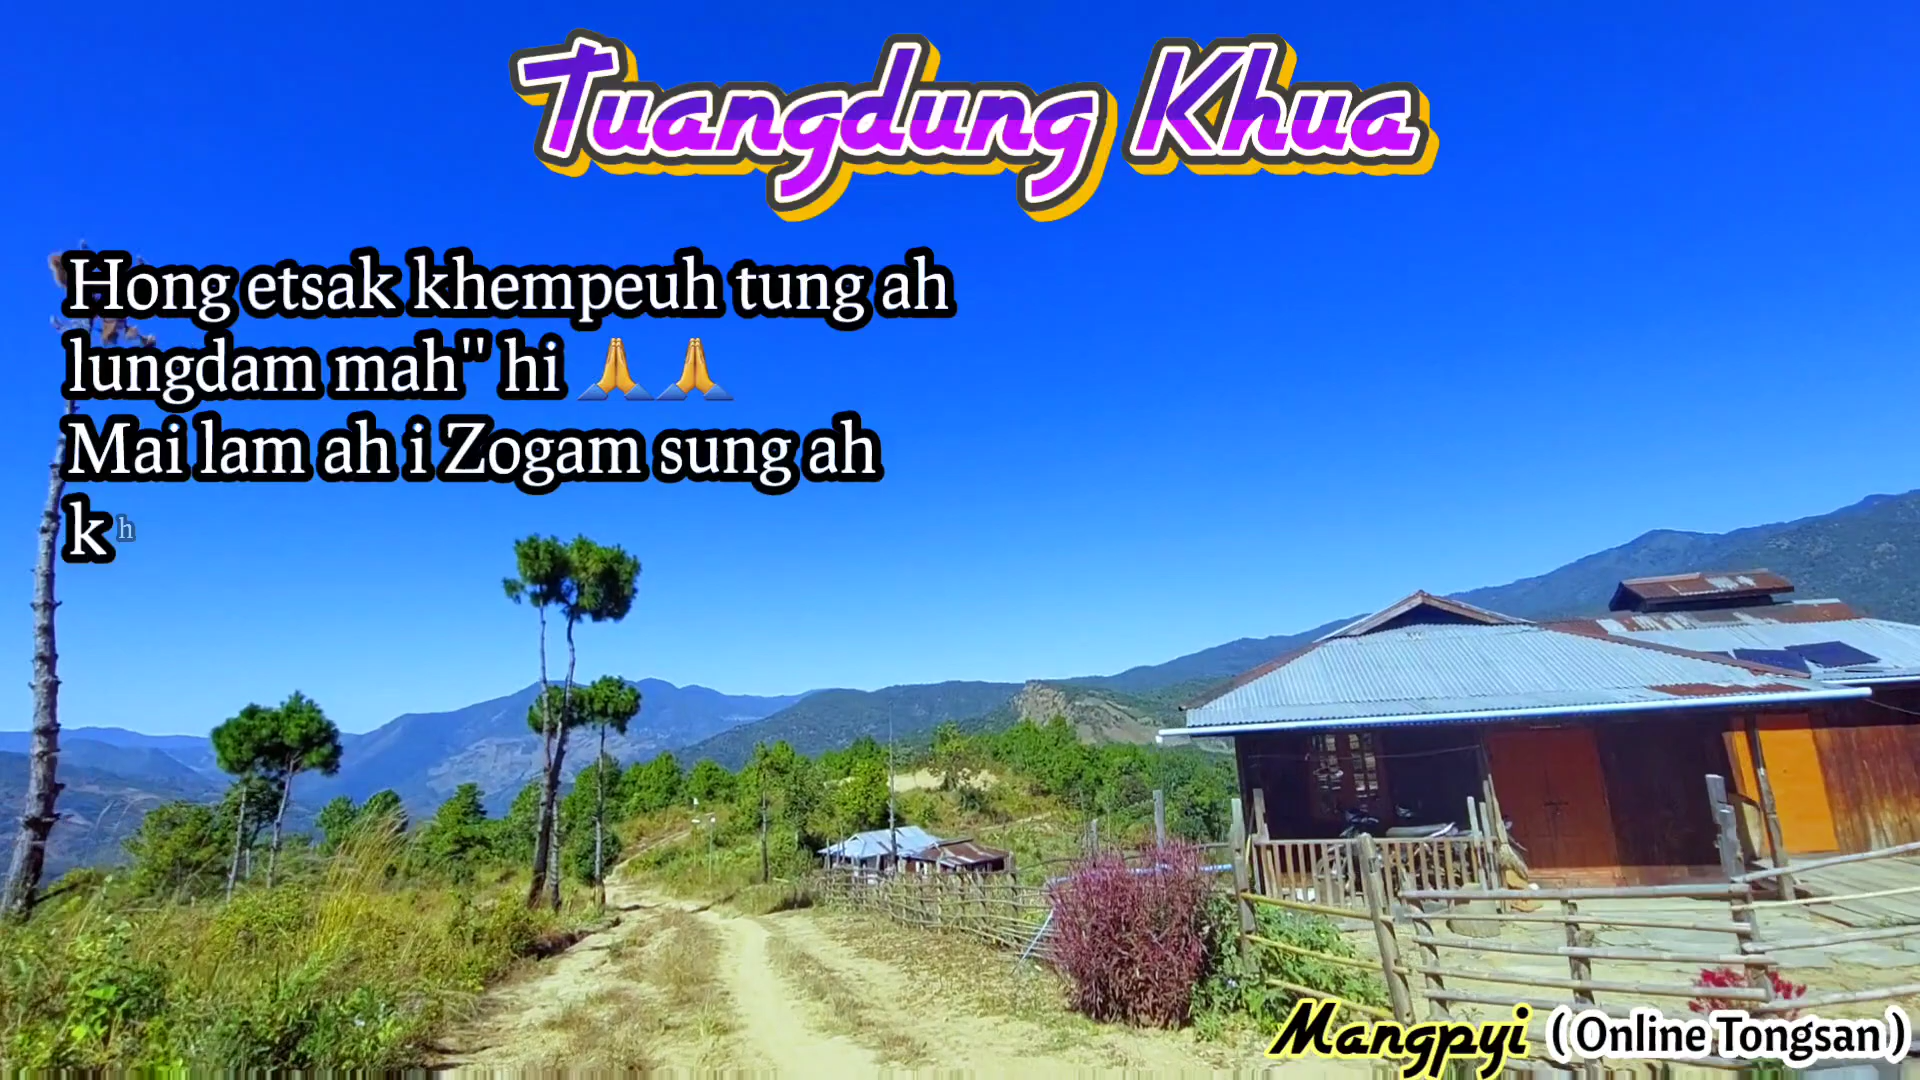 Tuangdung Khua
Hong etsak khempeuh tung ah
lungdam mah" hi 🙏🙏
Mai lam ah i Zogam sung ah
kh
Mangpyi (Online Tongsan)